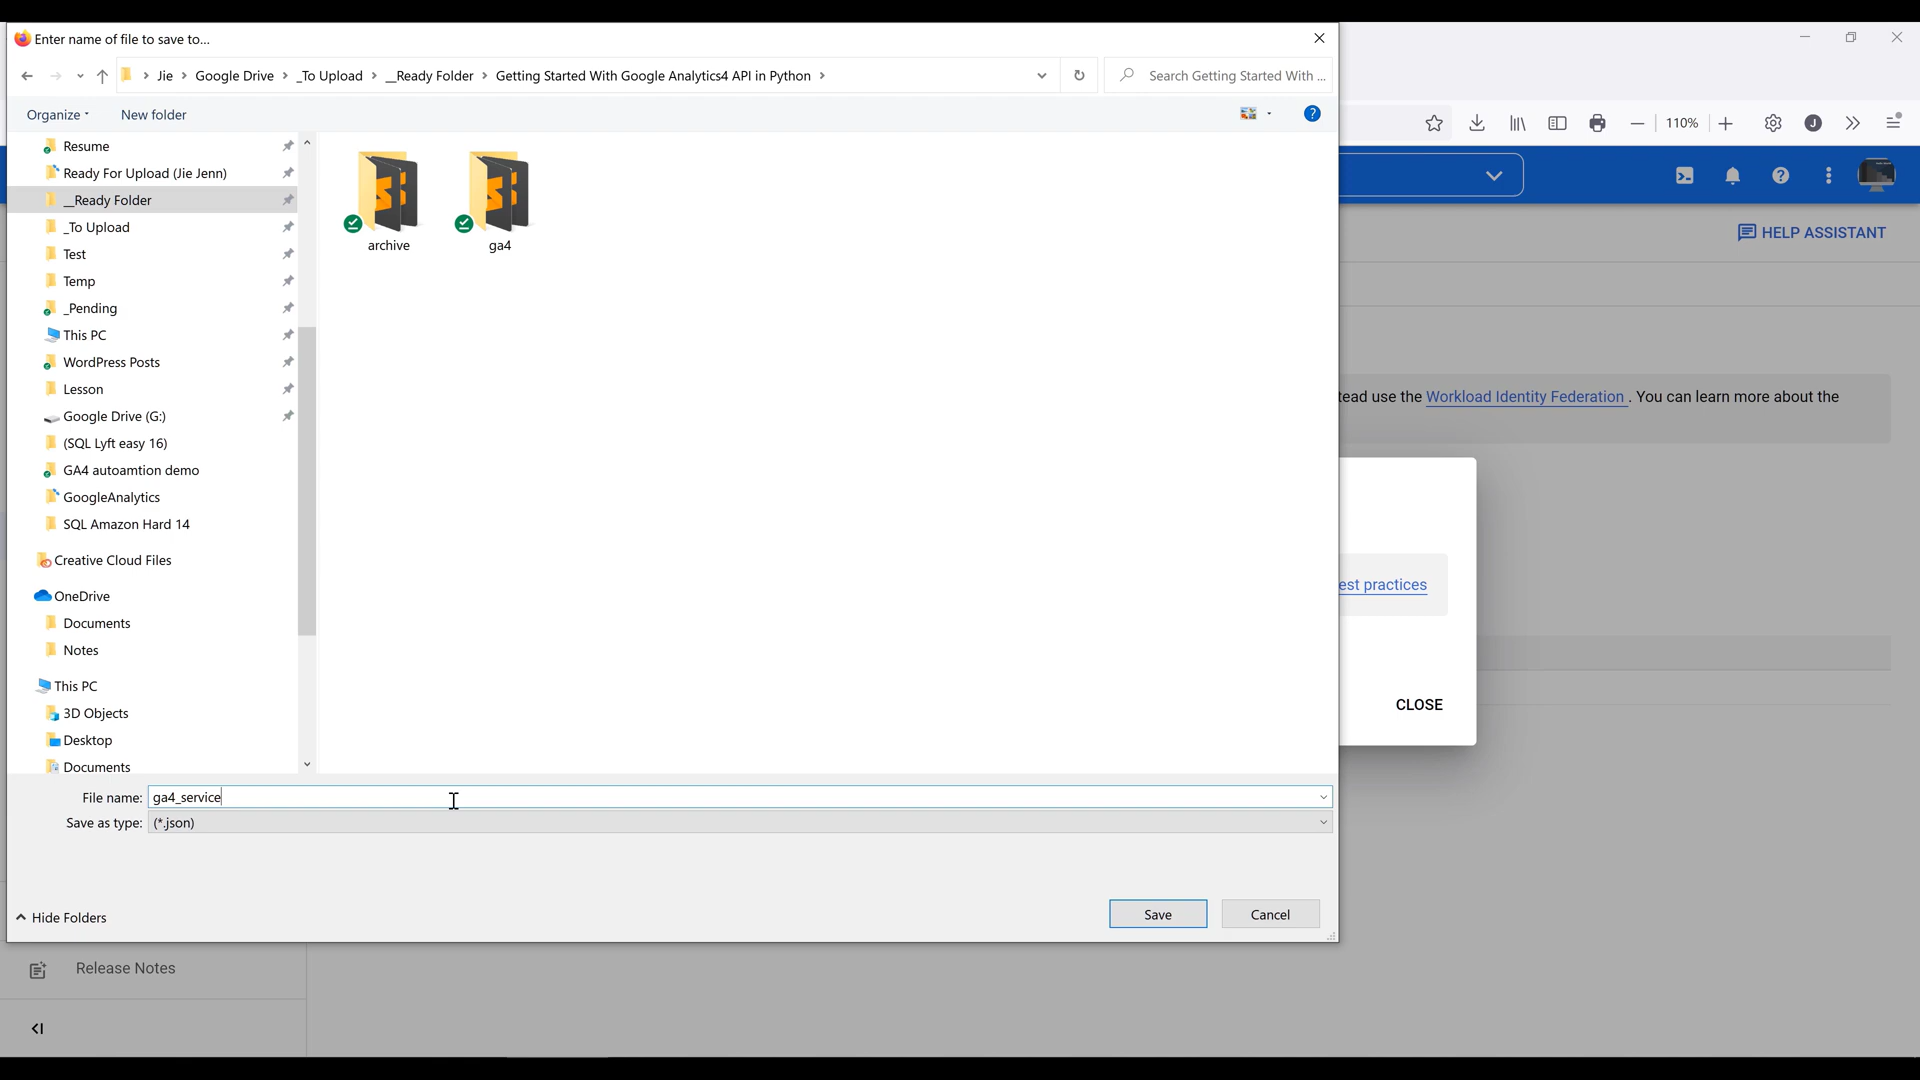 Enter name of file to save to...
Jie > Google Drive > _To Upload > __Ready Folder > Getting Started With Google Analytics4 API in Python >
Search Getting Started With ...
Organize
New folder
110%
J
Resume
Ready For Upload (Jie Jenn)
__Ready Folder
_To Upload
Test
Temp
_Pending
This PC
WordPress Posts
Lesson
Google Drive (G:)
(SQL Lyft easy 16)
GA4 autoamtion demo
GoogleAnalytics
SQL Amazon Hard 14
Creative Cloud Files
OneDrive
Documents
Notes
This PC
3D Objects
Desktop
Documents
archive
ga4
HELP ASSISTANT
tead use the Workload Identity Federation . You can learn more about the
est practices
CLOSE
File name: ga4_service
Save as type: (*.json)
Hide Folders
Save
Cancel
Release Notes